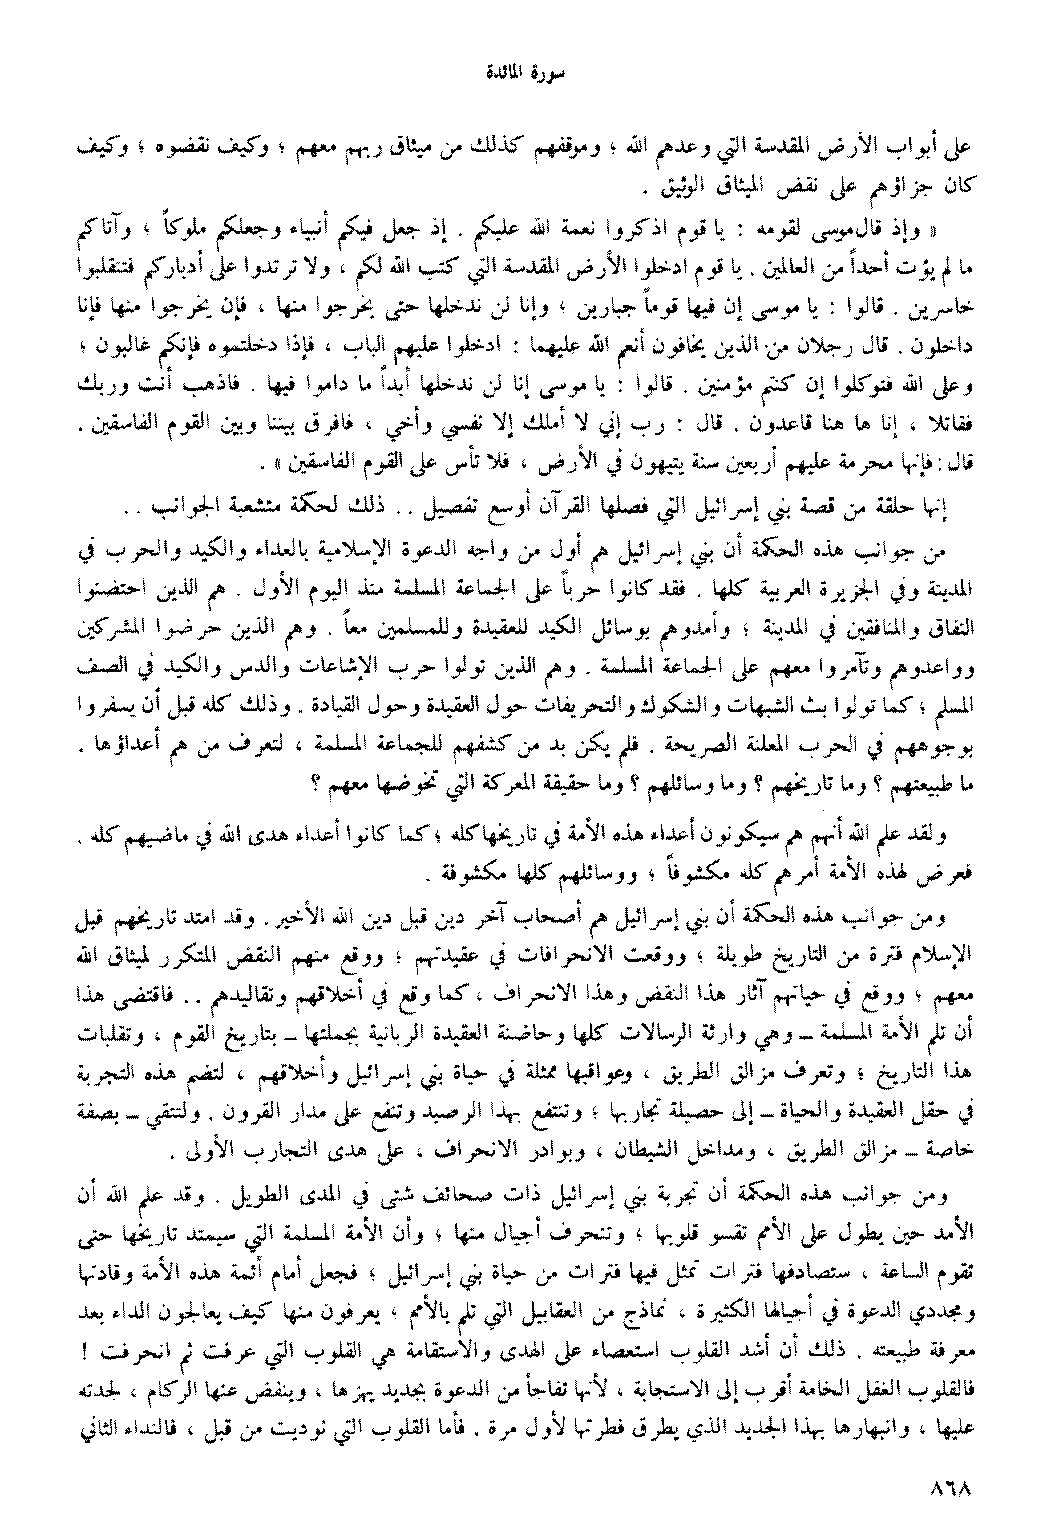 سورة المائدة
على أبواب الأرض المقدسة التي وعدهم الله ؛ وموقفهم كذلك من ميثاق ربهم معهم ؛ وكيف نقضوه ؛ وكيف
كان جزاؤهم على نقض الميثاق الوثيق .
« وإذ قال موسى لقومه : يا قوم اذكروا نعمة الله عليكم . إذ جعل فيكم أنبياء وجعلكم ملوكاً ، وآتاكم
ما لم يؤت أحداً من العالمين . يا قوم ادخلوا الأرض المقدسة التي كتب الله لكم ، ولا ترتدوا على أدباركم فتنقلبوا
خاسرين . قالوا : يا موسى إن فيها قوماً جبارين ؛ وإنا لن ندخلها حتى يخرجوا منها ، فإن يخرجوا منها فإنا
داخلون . قال رجلان من الذين يخافون أنعم الله عليهما : ادخلوا عليهم الباب ، فإذا دخلتموه فإنكم غالبون ؛
وعلى الله فتوكلوا إن كنتم مؤمنين . قالوا : يا موسى إنا لن ندخلها أبداً ما داموا فيها . فاذهب أنت وربك
فقاتلا ، إنا ها هنا قاعدون . قال : رب إني لا أملك إلا نفسي وأخي ، فافرق بيننا وبين القوم الفاسقين .
قال : فإنها محرمة عليهم أربعين سنة يتيهون في الأرض ، فلا تأس على القوم الفاسقين » .
إنها حلقة من قصة بني إسرائيل التي فصلها القرآن أوسع تفصيل .. ذلك لحكمة متشعبة الجوانب ..
من جوانب هذه الحكمة أن بني إسرائيل هم أول من واجه الدعوة الإسلامية بالعداء والكيد والحرب في
المدينة وفي الجزيرة العربية كلها . فقد كانوا حرباً على الجماعة المسلمة منذ اليوم الأول . هم الذين احتضنوا
النفاق والمنافقين في المدينة ؛ وأمدوهم بوسائل الكيد للعقيدة وللمسلمين معاً . وهم الذين حرضوا المشركين
وواعدوهم وتآمروا معهم على الجماعة المسلمة . وهم الذين تولوا حرب الإشاعات والدس والكيد في الصف
المسلم ؛ كما تولوا بث الشبهات والشكوك والتحريفات حول العقيدة وحول القيادة . وذلك كله قبل أن يسفروا
بوجوههم في الحرب المعلنة الصريحة . فلم يكن بد من كشفهم للجماعة المسلمة ، لتعرف من هم أعداؤها .
ما طبيعتهم ؟ وما تاريخهم ؟ وما وسائلهم ؟ وما حقيقة المعركة التي تخوضها معهم ؟
ولقد علم الله أنهم هم سيكونون أعداء هذه الأمة في تاريخها كله ؛ كما كانوا أعداء هدى الله في ماضيهم كله .
فعرض لهذه الأمة أمرهم كله مكشوفاً ؛ ووسائلهم كلها مكشوفة .
ومن جوانب هذه الحكمة أن بني إسرائيل هم أصحاب آخر دين قبل دين الله الأخير . وقد امتد تاريخهم قبل
الإسلام فترة من التاريخ طويلة ؛ ووقعت الانحرافات في عقيدتهم ؛ ووقع منهم النقض المتكرر لميثاق الله
معهم ؛ ووقع في حياتهم آثار هذا النقض وهذا الانحراف ، كما وقع في أخلاقهم وتقاليدهم .. فاقتضى هذا
أن تلم الأمة المسلمة – وهي وارثة الرسالات كلها وحاضنة العقيدة الربانية بجملتها – بتاريخ القوم ، وتقلبات
هذا التاريخ ؛ وتعرف مزالق الطريق ، وعواقبها ممثلة في حياة بني إسرائيل وأخلاقهم ، لتضم هذه التجربة
في حقل العقيدة والحياة – إلى حصيلة تجاربها ؛ وتنتفع بهذا الرصيد وتنفع على مدار القرون . ولتتقي – بصفة
خاصة – مزالق الطريق ، ومداخل الشيطان ، وبوادر الانحراف ، على هدى التجارب الأولى .
ومن جوانب هذه الحكمة أن تجربة بني إسرائيل ذات صحائف شتى في المدى الطويل . وقد علم الله أن
الأمد حين يطول على الأمم تقسو قلوبها ؛ وتنحرف أجيال منها ؛ وأن الأمة المسلمة التي سيمتد تاريخها حتى
تقوم الساعة ، ستصادفها فترات تمثل فيها فترات من حياة بني إسرائيل ؛ فجعل أمام أئمة هذه الأمة وقادتها
ومجددي الدعوة في أجيالها الكثيرة ، نماذج من العقابيل التي تلم بالأمم ؛ يعرفون منها كيف يعالجون الداء بعد
معرفة طبيعته . ذلك أن أشد القلوب استعصاء على الهدى والاستقامة هي القلوب التي عرفت ثم انحرفت !
فالقلوب الغفل الخامة أقرب إلى الاستجابة ، لأنها تفاجأ من الدعوة بجديد يهزها ، وينفض عنها الركام ، لجدته
عليها ، وانبهارها بهذا الجديد الذي يطرق فطرتها لأول مرة . فأما القلوب التي نوديت من قبل ، فالنداء الثاني
٨٦٨